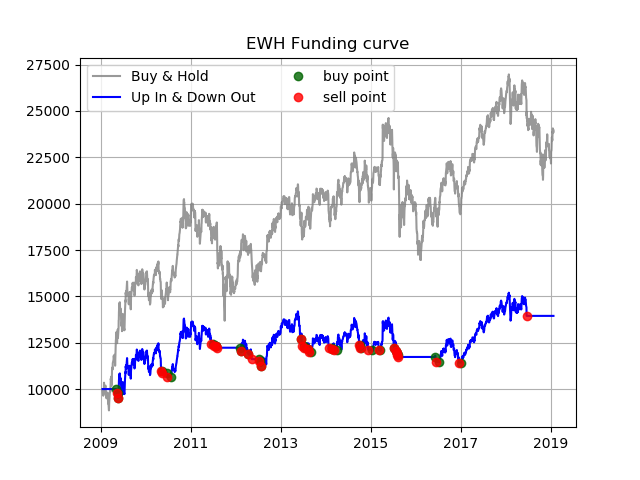 EWH Funding curve
Buy & Hold
Up In & Down Out
buy point
sell point
27500
25000
22500
20000
17500
15000
12500
10000
2009
2011
2013
2015
2017
2019